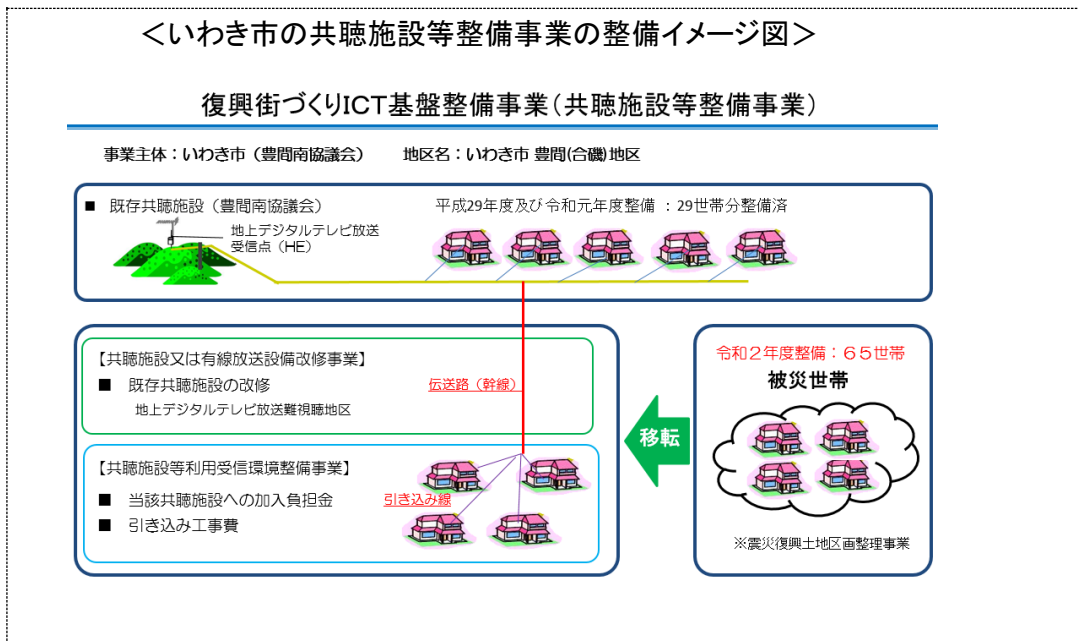 ＜いわき市の共聴施設等整備事業の整備イメージ図＞
復興街づくりICT基盤整備事業（共聴施設等整備事業）
事業主体：いわき市（豊間南協議会）　地区名：いわき市 豊間(合磯)地区
■ 既存共聴施設（豊間南協議会）
平成29年度及び令和元年度整備 ：29世帯分整備済
地上デジタルテレビ放送
受信点（HE）
【共聴施設又は有線放送設備改修事業】
■ 既存共聴施設の改修
地上デジタルテレビ放送難視聴地区
伝送路（幹線）
【共聴施設等利用受信環境整備事業】
■ 当該共聴施設への加入負担金
■ 引き込み工事費
引き込み線
移転
令和２年度整備：６５世帯
被災世帯
※震災復興土地区画整理事業